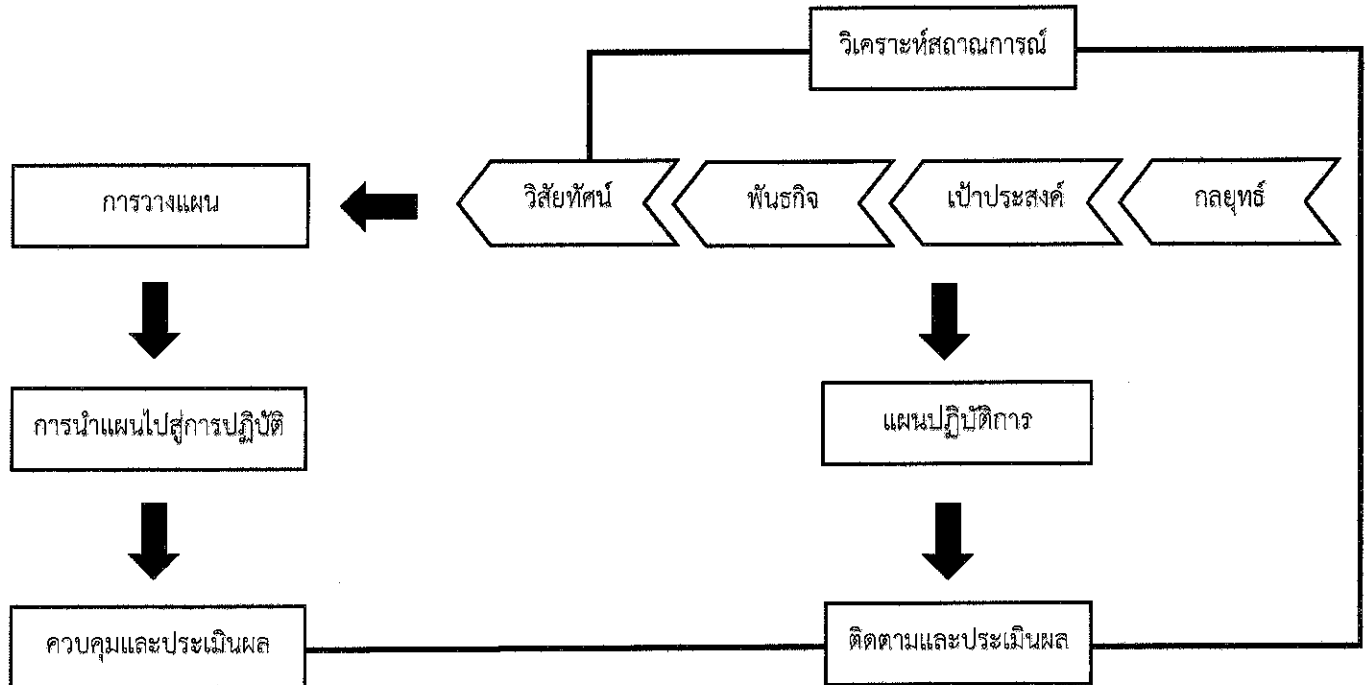 วิเคราะห์สถาณการณ์
การวางแผน
วิสัยทัศน์
พันธกิจ
เป้าประสงค์
กลยุทธ์
การนำแผนไปสู่การปฏิบัติ
แผนปฏิบัติการ
ควบคุมและประเมินผล
ติดตามและประเมินผล